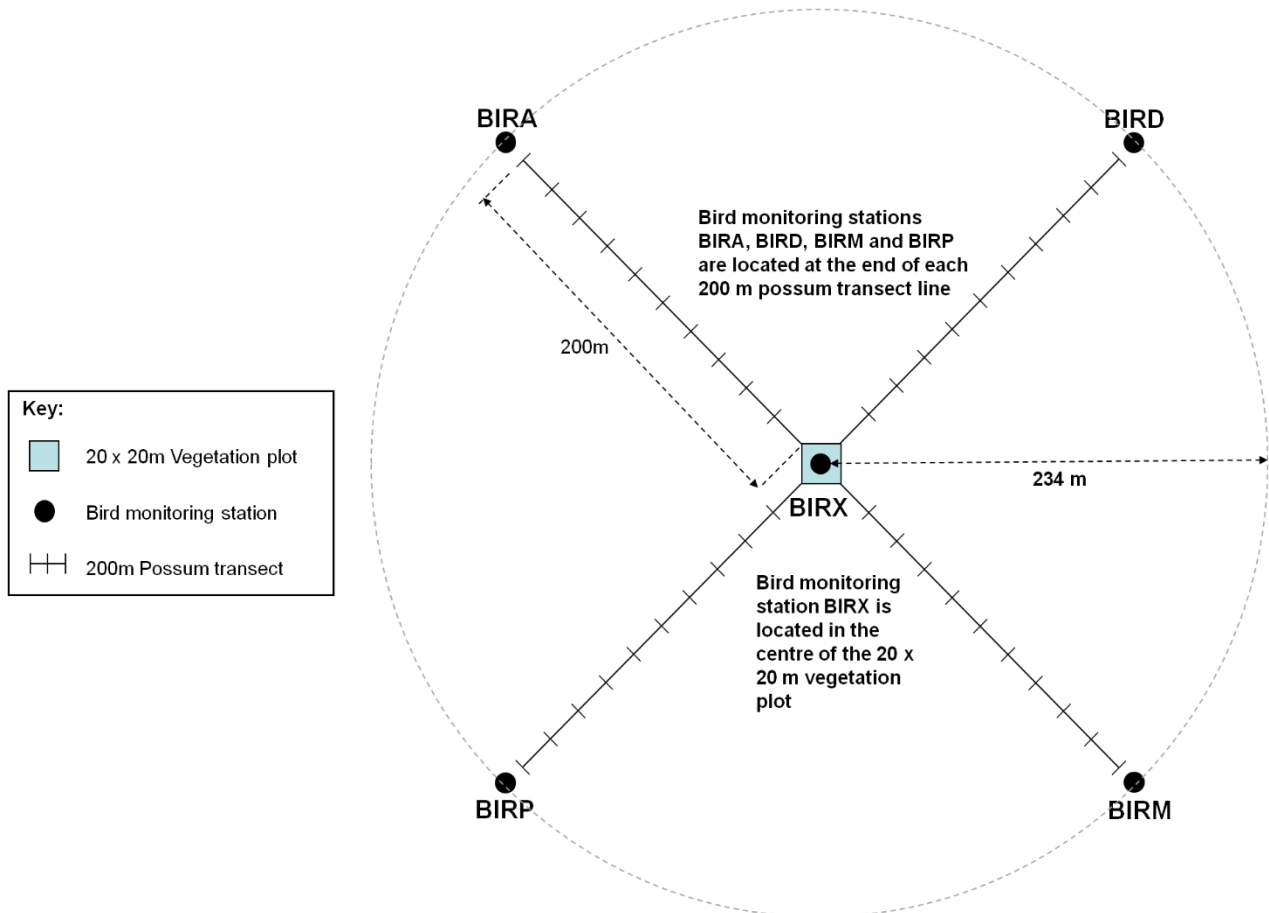 BIRA
BIRD
Bird monitoring stations
BIRA, BIRD, BIRM and BIRP
are located at the end of each
200 m possum transect line
200m
Key:
20 x 20m Vegetation plot
Bird monitoring station
200m Possum transect
234 m
BIRX
Bird monitoring
station BIRX is
located in the
centre of the 20 x
20 m vegetation
plot
BIRP
BIRM